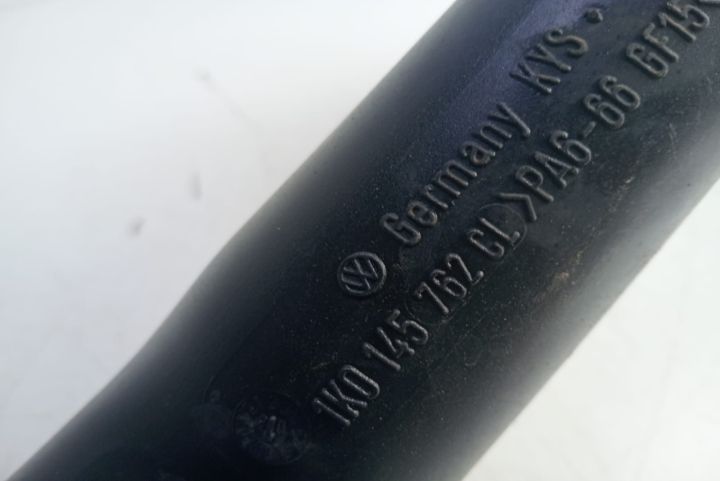 Germany KYS
1K0 145 762 CL >PA6-66 GF15